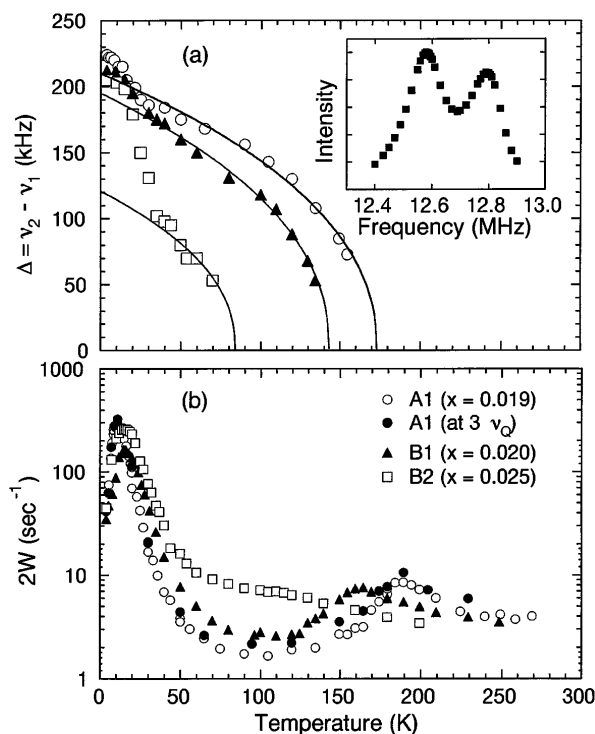 250
(a)
200
150
100
50
0
Δ = ν₂ - ν₁ (kHz)
Intensity
12.4 12.6 12.8 13.0
Frequency (MHz)
1000
(b)
A1 (x = 0.019)
A1 (at 3 ν_Q)
B1 (x = 0.020)
B2 (x = 0.025)
100
10
1
2W (sec⁻¹)
0 50 100 150 200 250 300
Temperature (K)